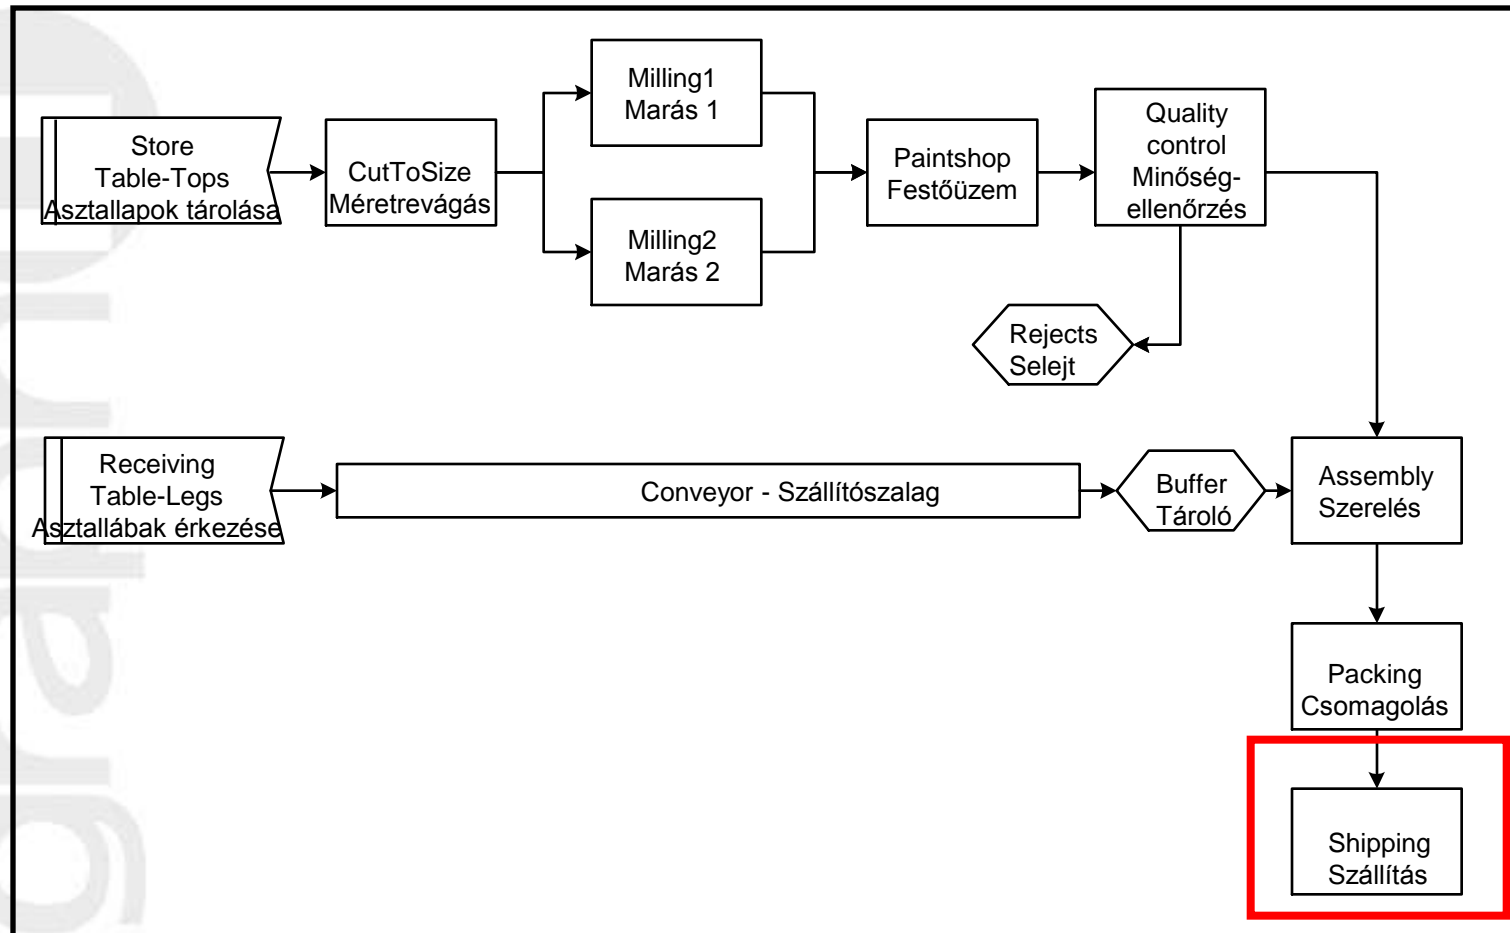 Milling1
Marás 1
Store
Table-Tops
Asztallapok tárolása
CutToSize
Méretrevágás
Milling2
Marás 2
Paintshop
Festőüzem
Quality
control
Minőség-
ellenőrzés
Rejects
Selejt
Receiving
Table-Legs
Asztallábak érkezése
Conveyor - Szállítószalag
Buffer
Tároló
Assembly
Szerelés
Packing
Csomagolás
Shipping
Szállítás